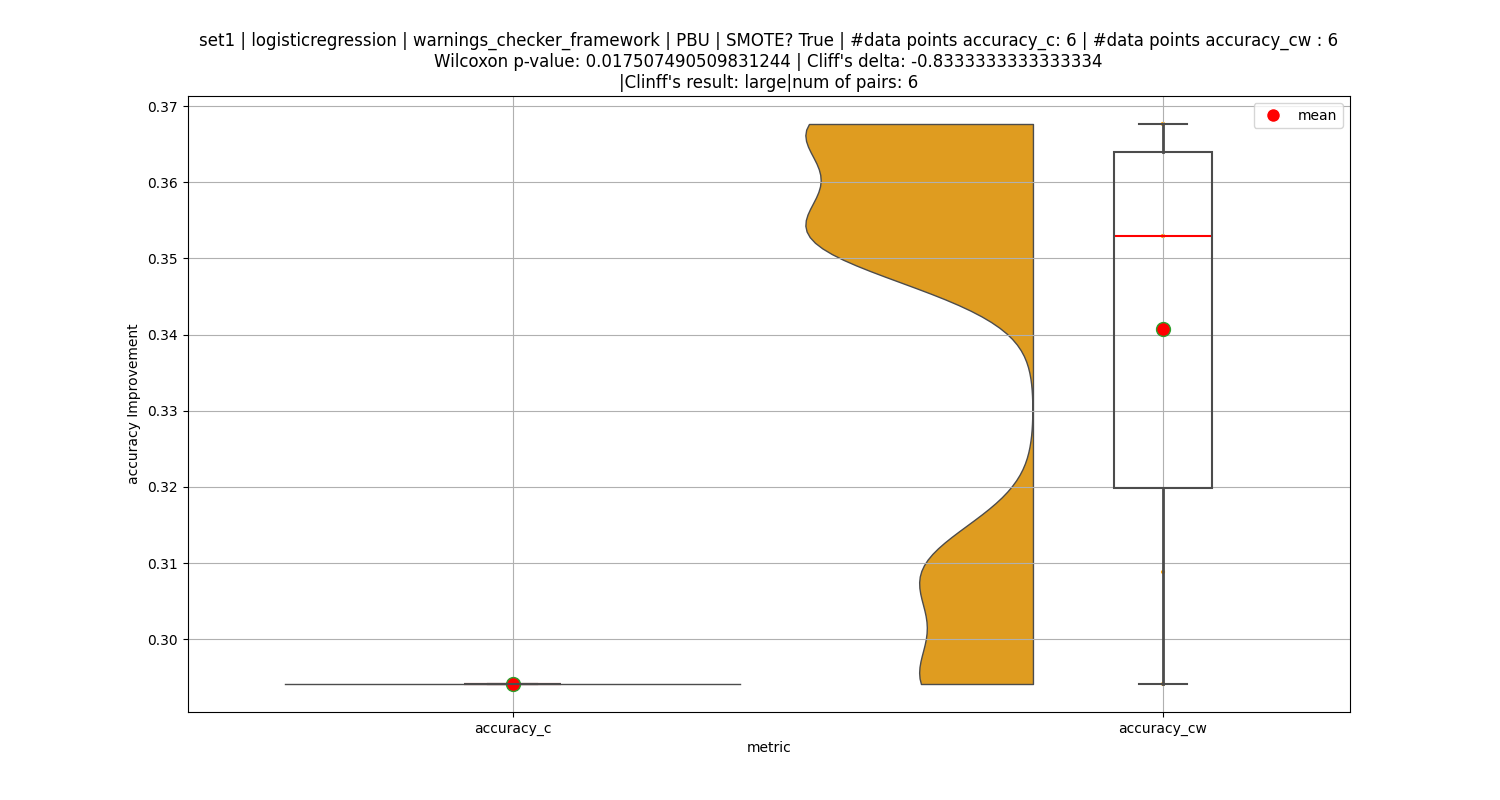 set1 | logisticregression | warnings_checker_framework | PBU | SMOTE? True | #data points accuracy_c: 6 | #data points accuracy_cw : 6
Wilcoxon p-value: 0.017507490509831244 | Cliff's delta: -0.8333333333333334
|Clinff's result: large|num of pairs: 6
mean
0.37
0.36
0.35
0.34
0.33
0.32
0.31
0.30
accuracy Improvement
accuracy_c
accuracy_cw
metric